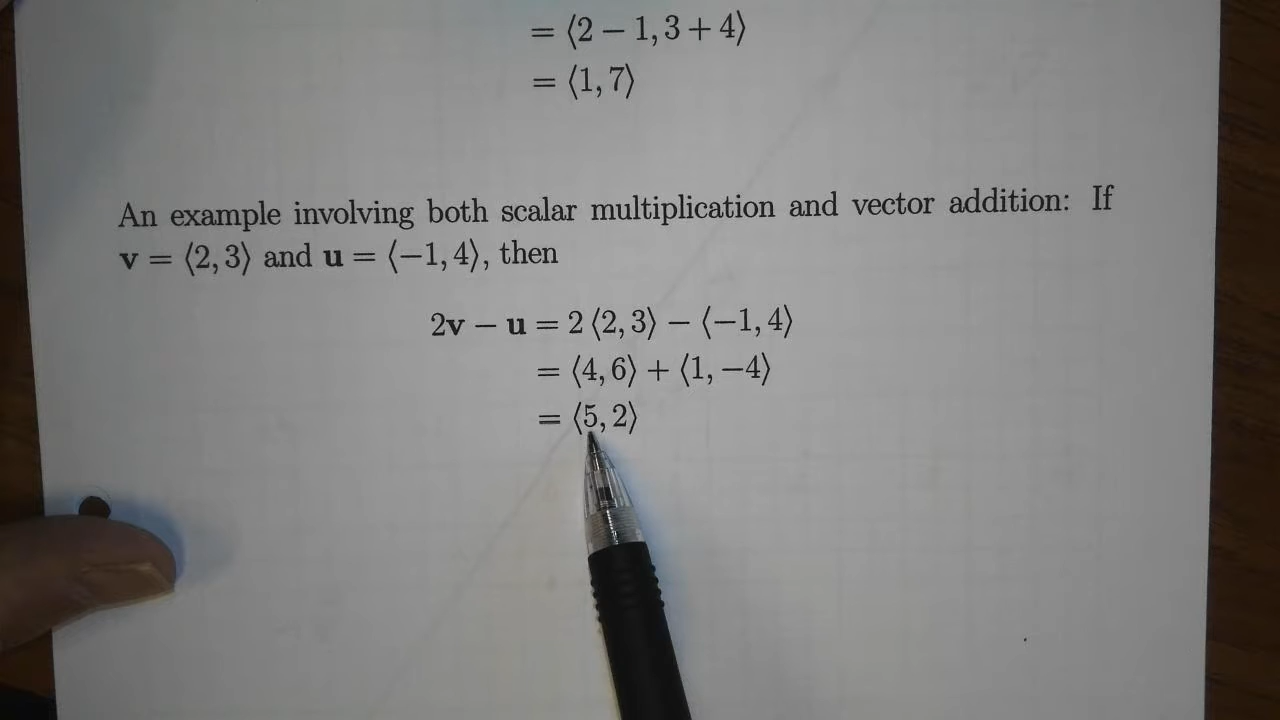 = ⟨2 − 1, 3 + 4⟩
= ⟨1, 7⟩
An example involving both scalar multiplication and vector addition: If
v = ⟨2, 3⟩ and u = ⟨−1, 4⟩, then
2v − u = 2 ⟨2, 3⟩ − ⟨−1, 4⟩
= ⟨4, 6⟩ + ⟨1, −4⟩
= ⟨5, 2⟩